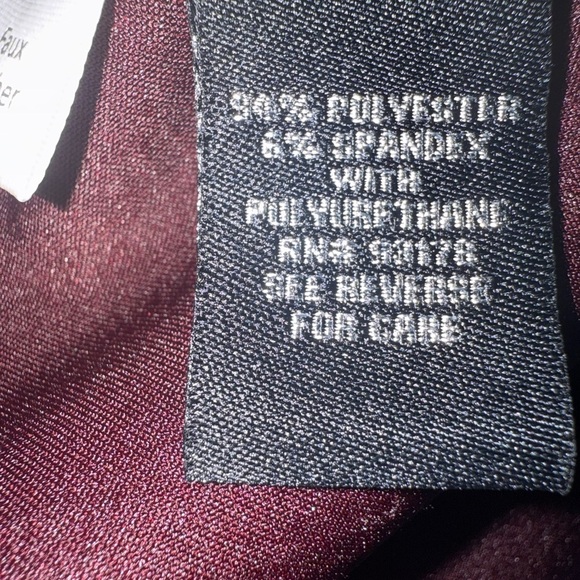 faux
94% POLYESTER
6% SPANDEX
WITH
POLYURETHANE
RN# 93178
SEE REVERSE
FOR CARE